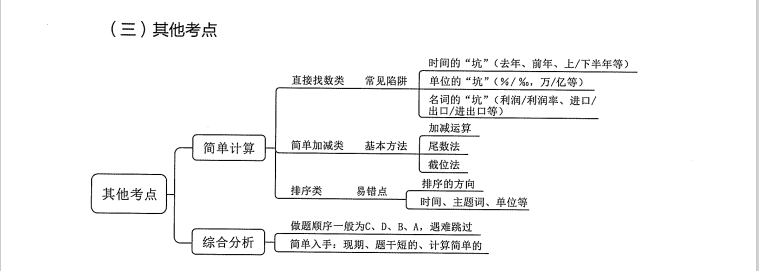 （三）其他考点
时间的“坑”（去年、前年、上/下半年等）
直接找数类 常见陷阱
单位的“坑”（%/‰，万/亿等）
名词的“坑”（利润/利润率、进口/
出口/进出口等）
加减运算
简单计算
简单加减类 基本方法
尾数法
截位法
排序的方向
其他考点
排序类 易错点
时间、主题词、单位等
做题顺序一般为C、D、B、A，遇难跳过
综合分析
简单入手：现期、题干短的、计算简单的